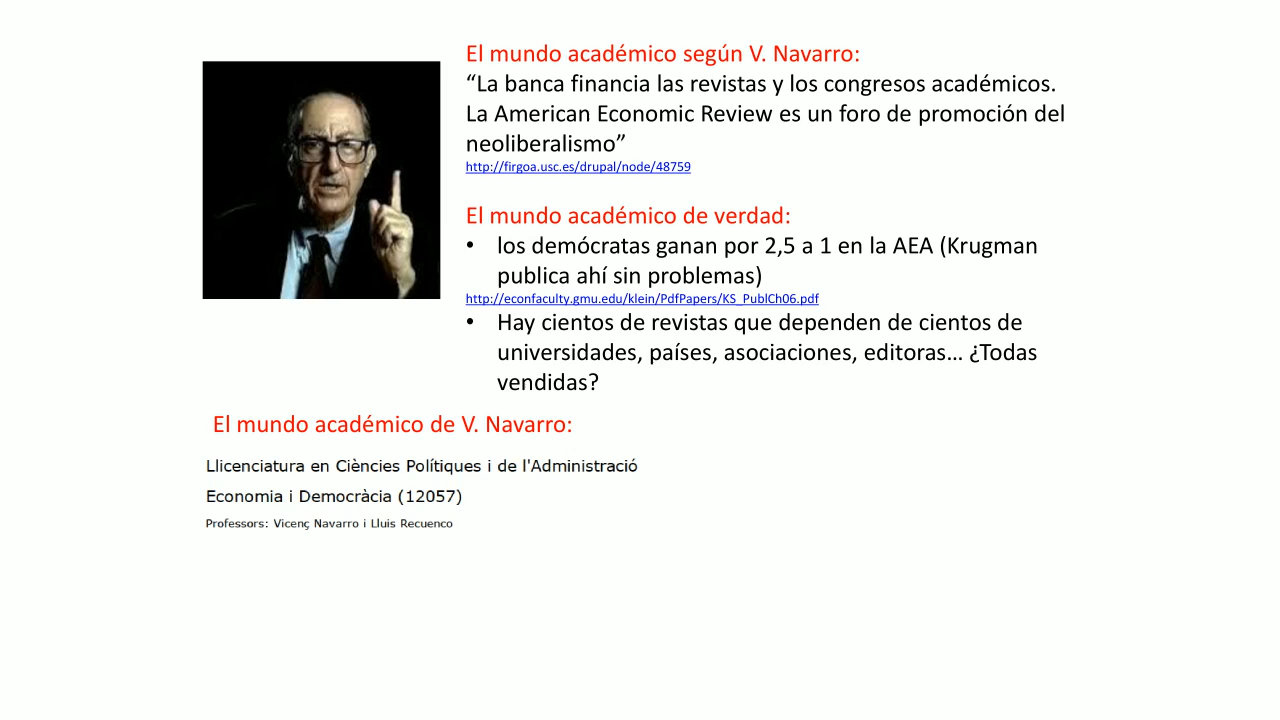 El mundo académico según V. Navarro:
“La banca financia las revistas y los congresos académicos.
La American Economic Review es un foro de promoción del
neoliberalismo”
http://firgoa.usc.es/drupal/node/48759
El mundo académico de verdad:
• los demócratas ganan por 2,5 a 1 en la AEA (Krugman
publica ahí sin problemas)
http://econfaculty.gmu.edu/klein/PdfPapers/KS_PublCh06.pdf
• Hay cientos de revistas que dependen de cientos de
universidades, países, asociaciones, editoras… ¿Todas
vendidas?
El mundo académico de V. Navarro:
Llicenciatura en Ciències Polítiques i de l'Administració
Economia i Democràcia (12057)
Professors: Vicenç Navarro i Lluis Recuenco